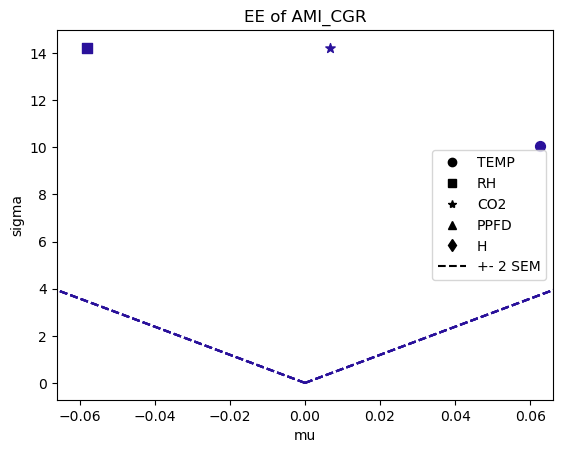 EE of AMI_CGR
14
12
10
8
6
4
2
0
sigma
TEMP
RH
CO2
PPFD
H
+- 2 SEM
−0.06
−0.04
−0.02
0.00
0.02
0.04
0.06
mu